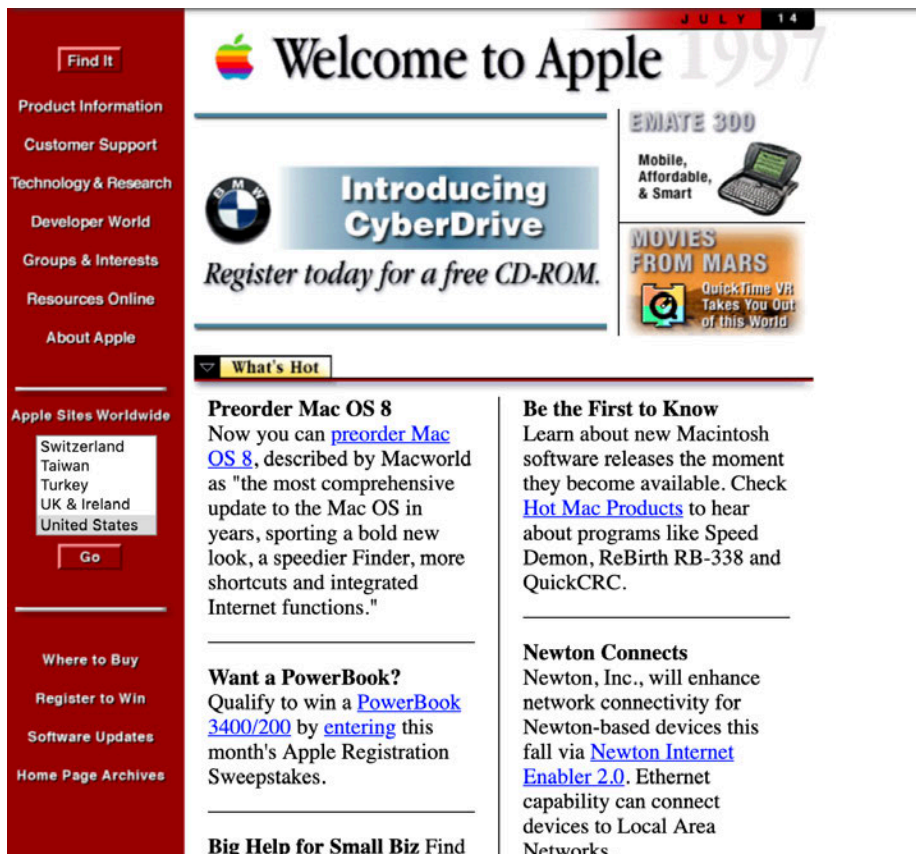 JULY 14
1997
Welcome to Apple
Find It
Product Information
Customer Support
Technology & Research
Developer World
Groups & Interests
Resources Online
About Apple
Apple Sites Worldwide
Switzerland
Taiwan
Turkey
UK & Ireland
United States
Go
Where to Buy
Register to Win
Software Updates
Home Page Archives
BMW
Introducing
CyberDrive
Register today for a free CD-ROM.
EMATE 300
Mobile,
Affordable,
& Smart
MOVIES
FROM MARS
QuickTime VR
Takes You Out
of this World
What's Hot
Preorder Mac OS 8
Now you can preorder Mac
OS 8, described by Macworld
as "the most comprehensive
update to the Mac OS in
years, sporting a bold new
look, a speedier Finder, more
shortcuts and integrated
Internet functions."
Want a PowerBook?
Qualify to win a PowerBook
3400/200 by entering this
month's Apple Registration
Sweepstakes.
Big Help for Small Biz Find
Be the First to Know
Learn about new Macintosh
software releases the moment
they become available. Check
Hot Mac Products to hear
about programs like Speed
Demon, ReBirth RB-338 and
QuickCRC.
Newton Connects
Newton, Inc., will enhance
network connectivity for
Newton-based devices this
fall via Newton Internet
Enabler 2.0. Ethernet
capability can connect
devices to Local Area
Networks